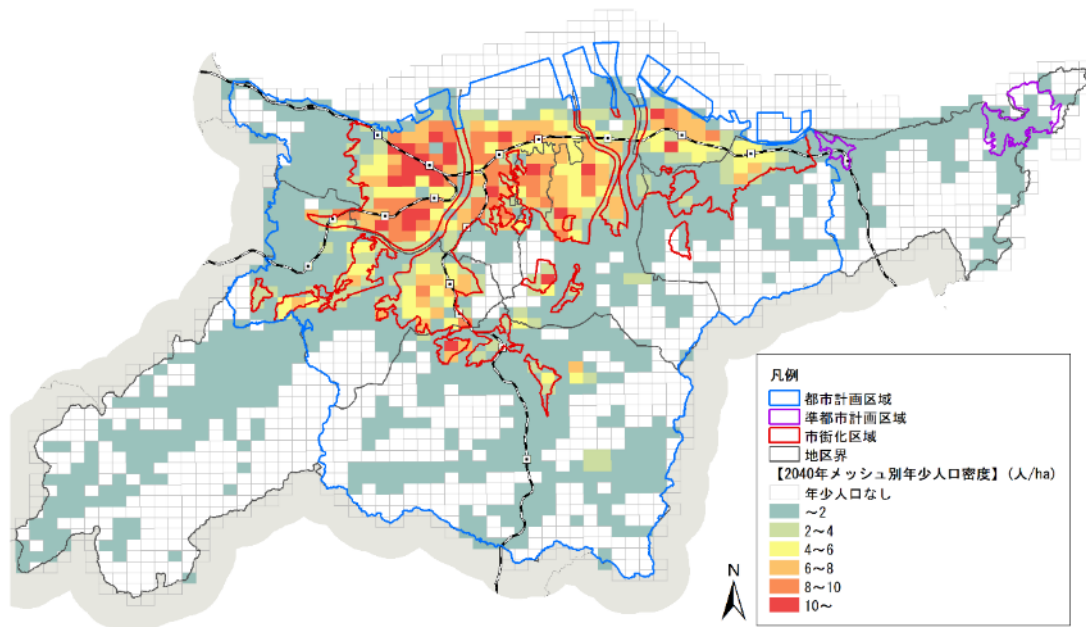 凡例
都市計画区域
準都市計画区域
市街化区域
地区界
【2040年メッシュ別年少人口密度】(人/ha)
年少人口なし
～2
2～4
4～6
6～8
8～10
10～
N